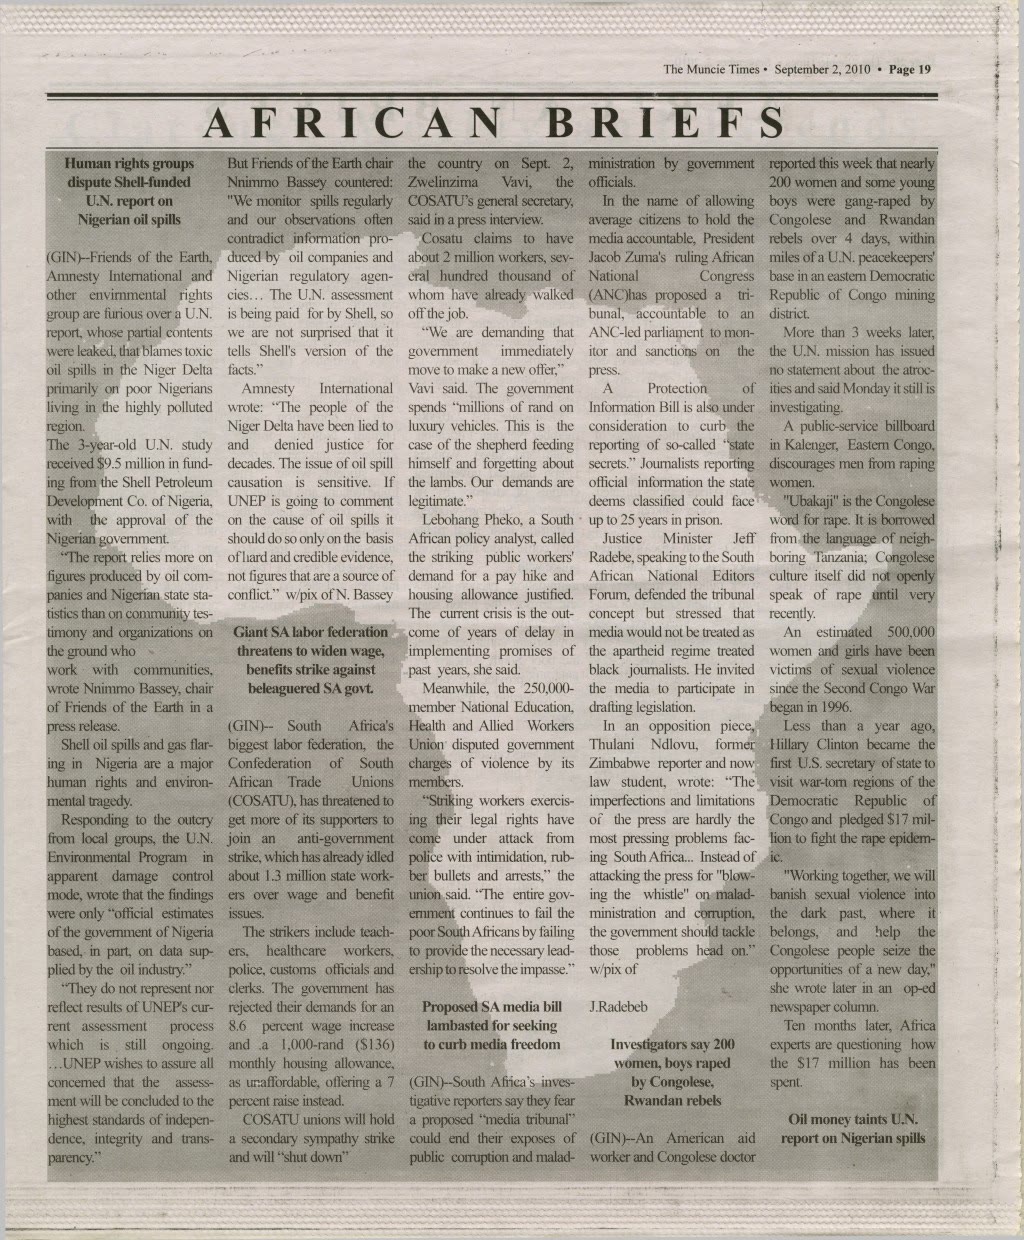 The Muncie Times • September 2, 2010 • Page 19
AFRICAN BRIEFS
Human rights groups
dispute Shell-funded
U.N. report on
Nigerian oil spills
(GIN)--Friends of the Earth,
Amnesty International and
other envirnmental rights
group are furious over a U.N.
report, whose partial contents
were leaked, that blames toxic
oil spills in the Niger Delta
primarily on poor Nigerians
living in the highly polluted
region.
The 3-year-old U.N. study
received $9.5 million in fund-
ing from the Shell Petroleum
Development Co. of Nigeria,
with the approval of the
Nigerian government.
“The report relies more on
figures produced by oil com-
panies and Nigerian state sta-
tistics than on community tes-
timony and organizations on
the ground who
work with communities,
wrote Nnimmo Bassey, chair
of Friends of the Earth in a
press release.
Shell oil spills and gas flar-
ing in Nigeria are a major
human rights and environ-
mental tragedy.
Responding to the outcry
from local groups, the U.N.
Environmental Program in
apparent damage control
mode, wrote that the findings
were only “official estimates
of the government of Nigeria
based, in part, on data sup-
plied by the oil industry.”
“They do not represent nor
reflect results of UNEP's cur-
rent assessment process
which is still ongoing.
…UNEP wishes to assure all
concerned that the assess-
ment will be concluded to the
highest standards of indepen-
dence, integrity and trans-
parency.”
But Friends of the Earth chair
Nnimmo Bassey countered:
"We monitor spills regularly
and our observations often
contradict information pro-
duced by oil companies and
Nigerian regulatory agen-
cies… The U.N. assessment
is being paid for by Shell, so
we are not surprised that it
tells Shell's version of the
facts.”
Amnesty International
wrote: “The people of the
Niger Delta have been lied to
and denied justice for
decades. The issue of oil spill
causation is sensitive. If
UNEP is going to comment
on the cause of oil spills it
should do so only on the basis
of hard and credible evidence,
not figures that are a source of
conflict.” w/pix of N. Bassey
Giant SA labor federation
threatens to widen wage,
benefits strike against
beleaguered SA govt.
(GIN)-- South Africa's
biggest labor federation, the
Confederation of South
African Trade Unions
(COSATU), has threatened to
get more of its supporters to
join an anti-government
strike, which has already idled
about 1.3 million state work-
ers over wage and benefit
issues.
The strikers include teach-
ers, healthcare workers,
police, customs officials and
clerks. The government has
rejected their demands for an
8.6 percent wage increase
and .a 1,000-rand ($136)
monthly housing allowance,
as unaffordable, offering a 7
percent raise instead.
COSATU unions will hold
a secondary sympathy strike
and will “shut down”
the country on Sept. 2,
Zwelinzima Vavi, the
COSATU's general secretary,
said in a press interview.
Cosatu claims to have
about 2 million workers, sev-
eral hundred thousand of
whom have already walked
off the job.
“We are demanding that
government immediately
move to make a new offer,”
Vavi said. The government
spends “millions of rand on
luxury vehicles. This is the
case of the shepherd feeding
himself and forgetting about
the lambs. Our demands are
legitimate.”
Lebohang Pheko, a South
African policy analyst, called
the striking public workers'
demand for a pay hike and
housing allowance justified.
The current crisis is the out-
come of years of delay in
implementing promises of
past years, she said.
Meanwhile, the 250,000-
member National Education,
Health and Allied Workers
Union disputed government
charges of violence by its
members.
“Striking workers exercis-
ing their legal rights have
come under attack from
police with intimidation, rub-
ber bullets and arrests,” the
union said. “The entire gov-
ernment continues to fail the
poor South Africans by failing
to provide the necessary lead-
ership to resolve the impasse.”
Proposed SA media bill
lambasted for seeking
to curb media freedom
(GIN)--South Africa's inves-
tigative reporters say they fear
a proposed “media tribunal”
could end their exposes of
public corruption and malad-
ministration by government
officials.
In the name of allowing
average citizens to hold the
media accountable, President
Jacob Zuma's ruling African
National Congress
(ANC)has proposed a tri-
bunal, accountable to an
ANC-led parliament to mon-
itor and sanctions on the
press.
A Protection of
Information Bill is also under
consideration to curb the
reporting of so-called “state
secrets.” Journalists reporting
official information the state
deems classified could face
up to 25 years in prison.
Justice Minister Jeff
Radebe, speaking to the South
African National Editors
Forum, defended the tribunal
concept but stressed that
media would not be treated as
the apartheid regime treated
black journalists. He invited
the media to participate in
drafting legislation.
In an opposition piece,
Thulani Ndlovu, former
Zimbabwe reporter and now
law student, wrote: “The
imperfections and limitations
of the press are hardly the
most pressing problems fac-
ing South Africa... Instead of
attacking the press for "blow-
ing the whistle" on malad-
ministration and corruption,
the government should tackle
those problems head on.”
w/pix of
J.Radebeb
Investigators say 200
women, boys raped
by Congolese,
Rwandan rebels
(GIN)--An American aid
worker and Congolese doctor
reported this week that nearly
200 women and some young
boys were gang-raped by
Congolese and Rwandan
rebels over 4 days, within
miles of a U.N. peacekeepers'
base in an eastern Democratic
Republic of Congo mining
district.
More than 3 weeks later,
the U.N. mission has issued
no statement about the atroc-
ities and said Monday it still is
investigating.
A public-service billboard
in Kalenger, Eastern Congo,
discourages men from raping
women.
"Ubakaji" is the Congolese
word for rape. It is borrowed
from the language of neigh-
boring Tanzania; Congolese
culture itself did not openly
speak of rape until very
recently.
An estimated 500,000
women and girls have been
victims of sexual violence
since the Second Congo War
began in 1996.
Less than a year ago,
Hillary Clinton became the
first U.S. secretary of state to
visit war-torn regions of the
Democratic Republic of
Congo and pledged $17 mil-
lion to fight the rape epidem-
ic.
"Working together, we will
banish sexual violence into
the dark past, where it
belongs, and help the
Congolese people seize the
opportunities of a new day,"
she wrote later in an op-ed
newspaper column.
Ten months later, Africa
experts are questioning how
the $17 million has been
spent.
Oil money taints U.N.
report on Nigerian spills